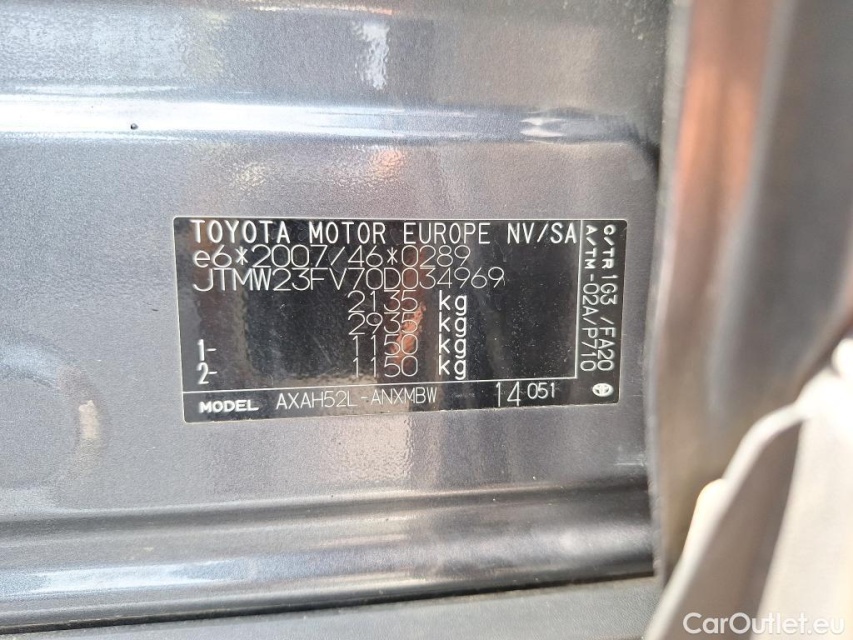 TOYOTA MOTOR EUROPE NV/SA
e6*2007/46*0289
JTMW23FV70D034969
2135 kg
2935 kg
1- 1150 kg
2- 1150 kg
MODEL AXAH52L-ANXMBW 14 051
C/TR 1G3 /FA20
A/TM -02A/P710
CarOutlet.eu